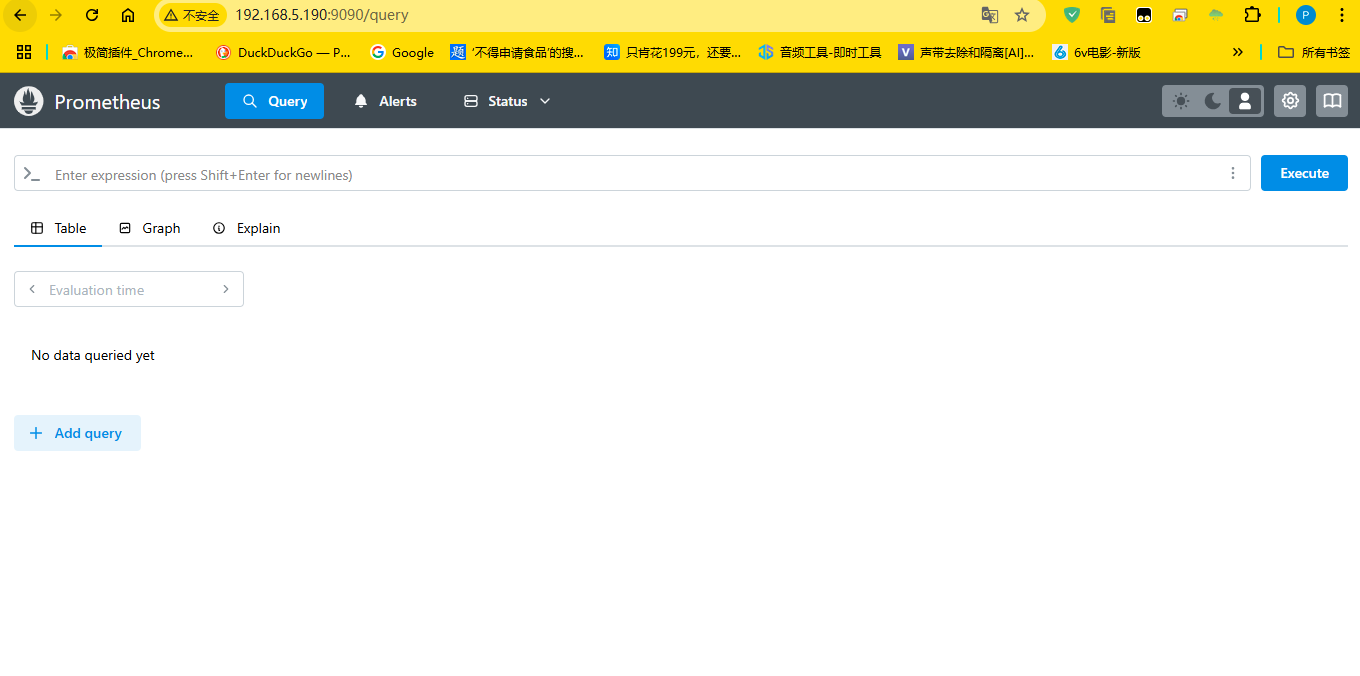 不安全 192.168.5.190:9090/query
极简插件_Chrome... DuckDuckGo — P... Google 题 '不得申请食品'的搜... 知 只肯花199元，还要... 音频工具-即时工具 V 声带去除和隔离[AI]... 6v电影-新版 » 所有书签
Prometheus Query Alerts Status
Enter expression (press Shift+Enter for newlines) Execute
Table Graph Explain
Evaluation time
No data queried yet
Add query